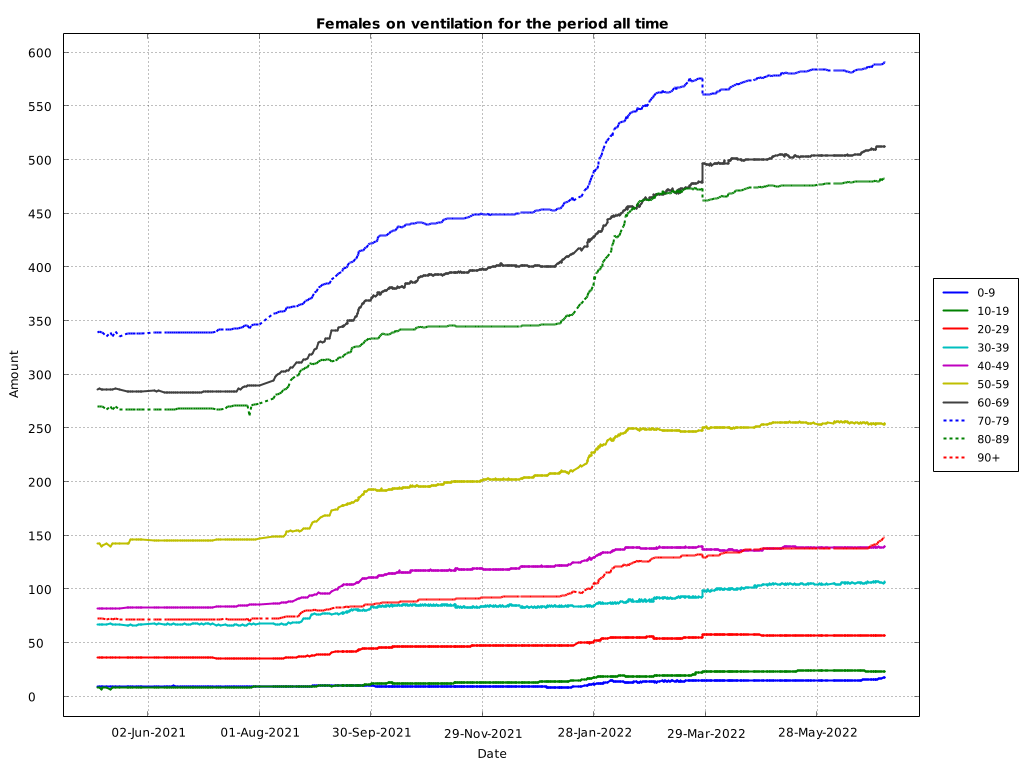 Females on ventilation for the period all time
600
550
500
450
400
350
300
250
200
150
100
50
0
Amount
02-Jun-2021
01-Aug-2021
30-Sep-2021
29-Nov-2021
28-Jan-2022
29-Mar-2022
28-May-2022
Date
0-9
10-19
20-29
30-39
40-49
50-59
60-69
70-79
80-89
90+